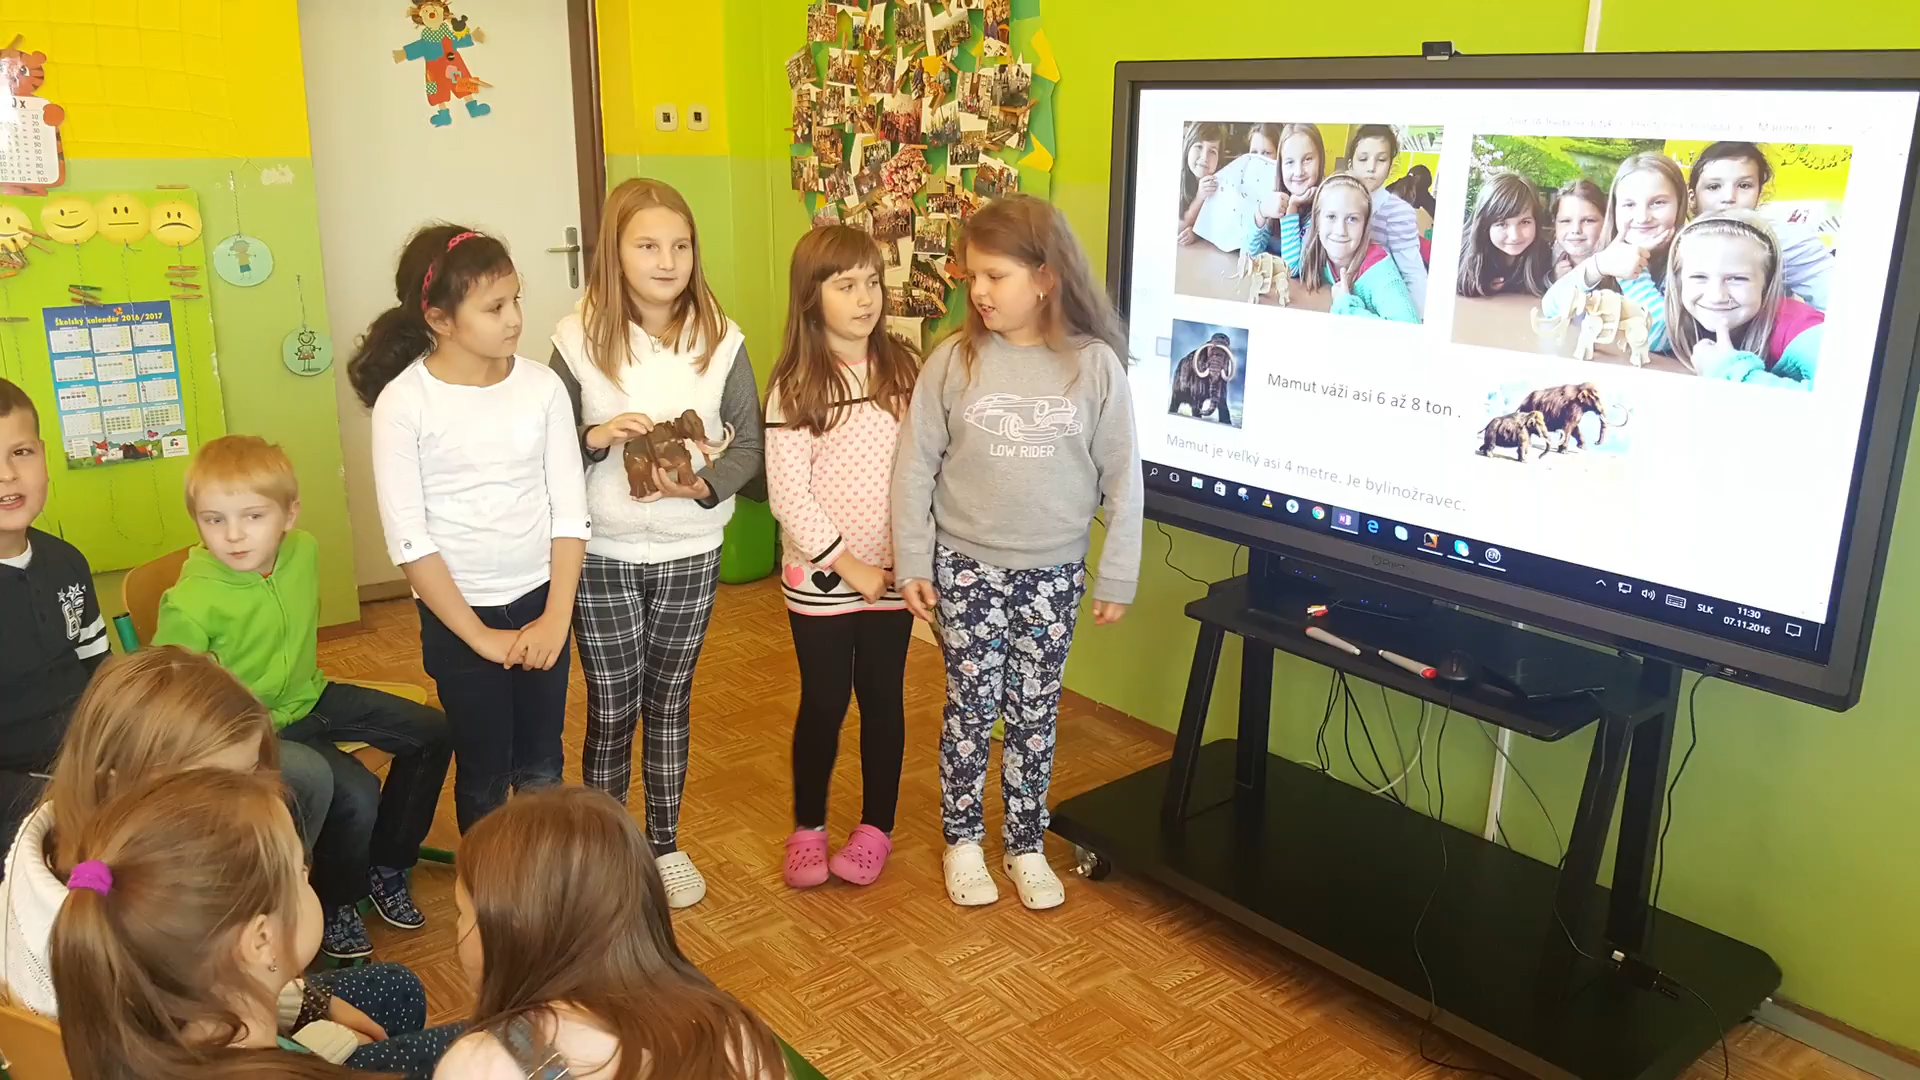 Školský kalendár 2016/2017
LOW RIDER
Mamut váži asi 6 až 8 ton .
Mamut je veľký asi 4 metre. Je bylinožravec.
EN
SLK
11:30
07.11.2016